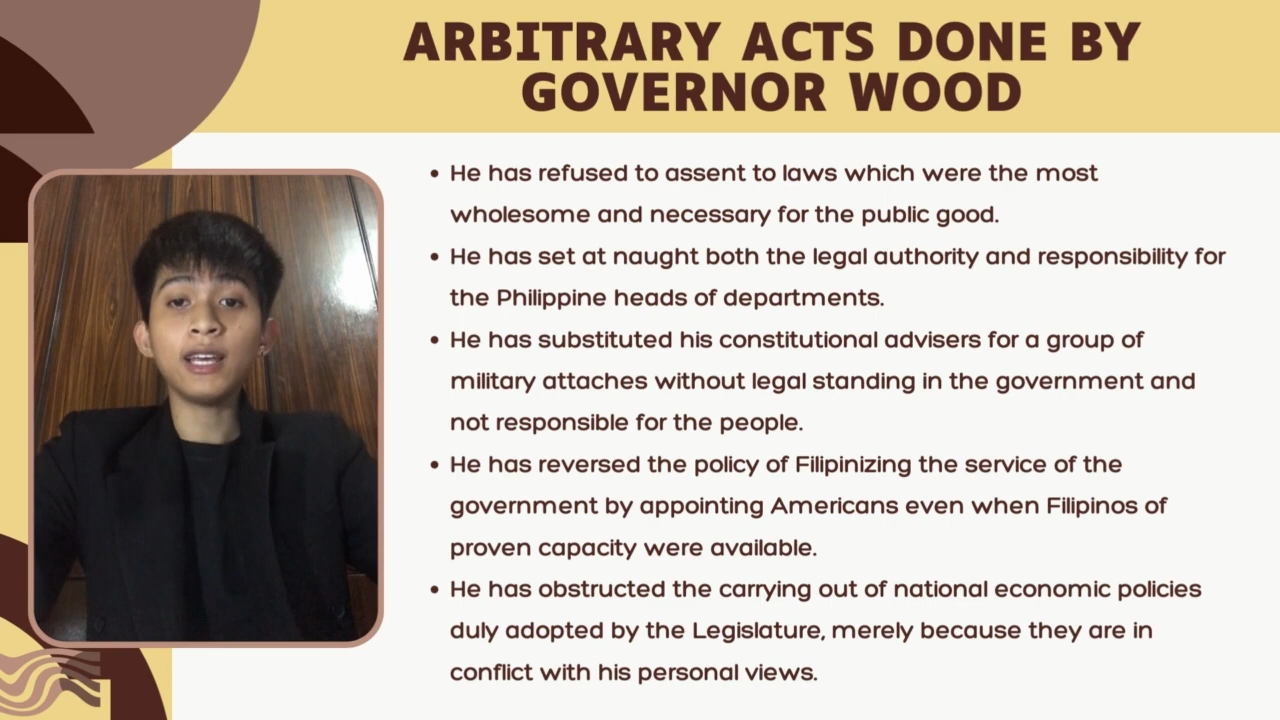 ARBITRARY ACTS DONE BY
GOVERNOR WOOD
• He has refused to assent to laws which were the most
wholesome and necessary for the public good.
• He has set at naught both the legal authority and responsibility for
the Philippine heads of departments.
• He has substituted his constitutional advisers for a group of
military attaches without legal standing in the government and
not responsible for the people.
• He has reversed the policy of Filipinizing the service of the
government by appointing Americans even when Filipinos of
proven capacity were available.
• He has obstructed the carrying out of national economic policies
duly adopted by the Legislature, merely because they are in
conflict with his personal views.